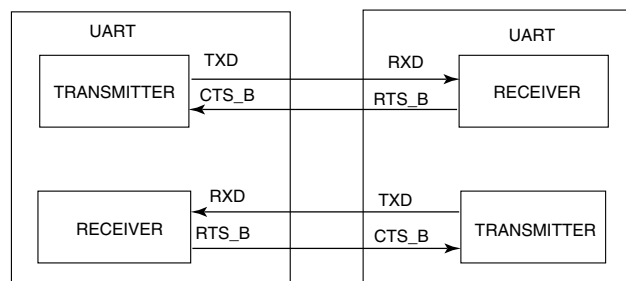 UART
UART
TXD
RXD
TRANSMITTER
CTS_B
RTS_B
RECEIVER
RXD
TXD
RECEIVER
RTS_B
CTS_B
TRANSMITTER